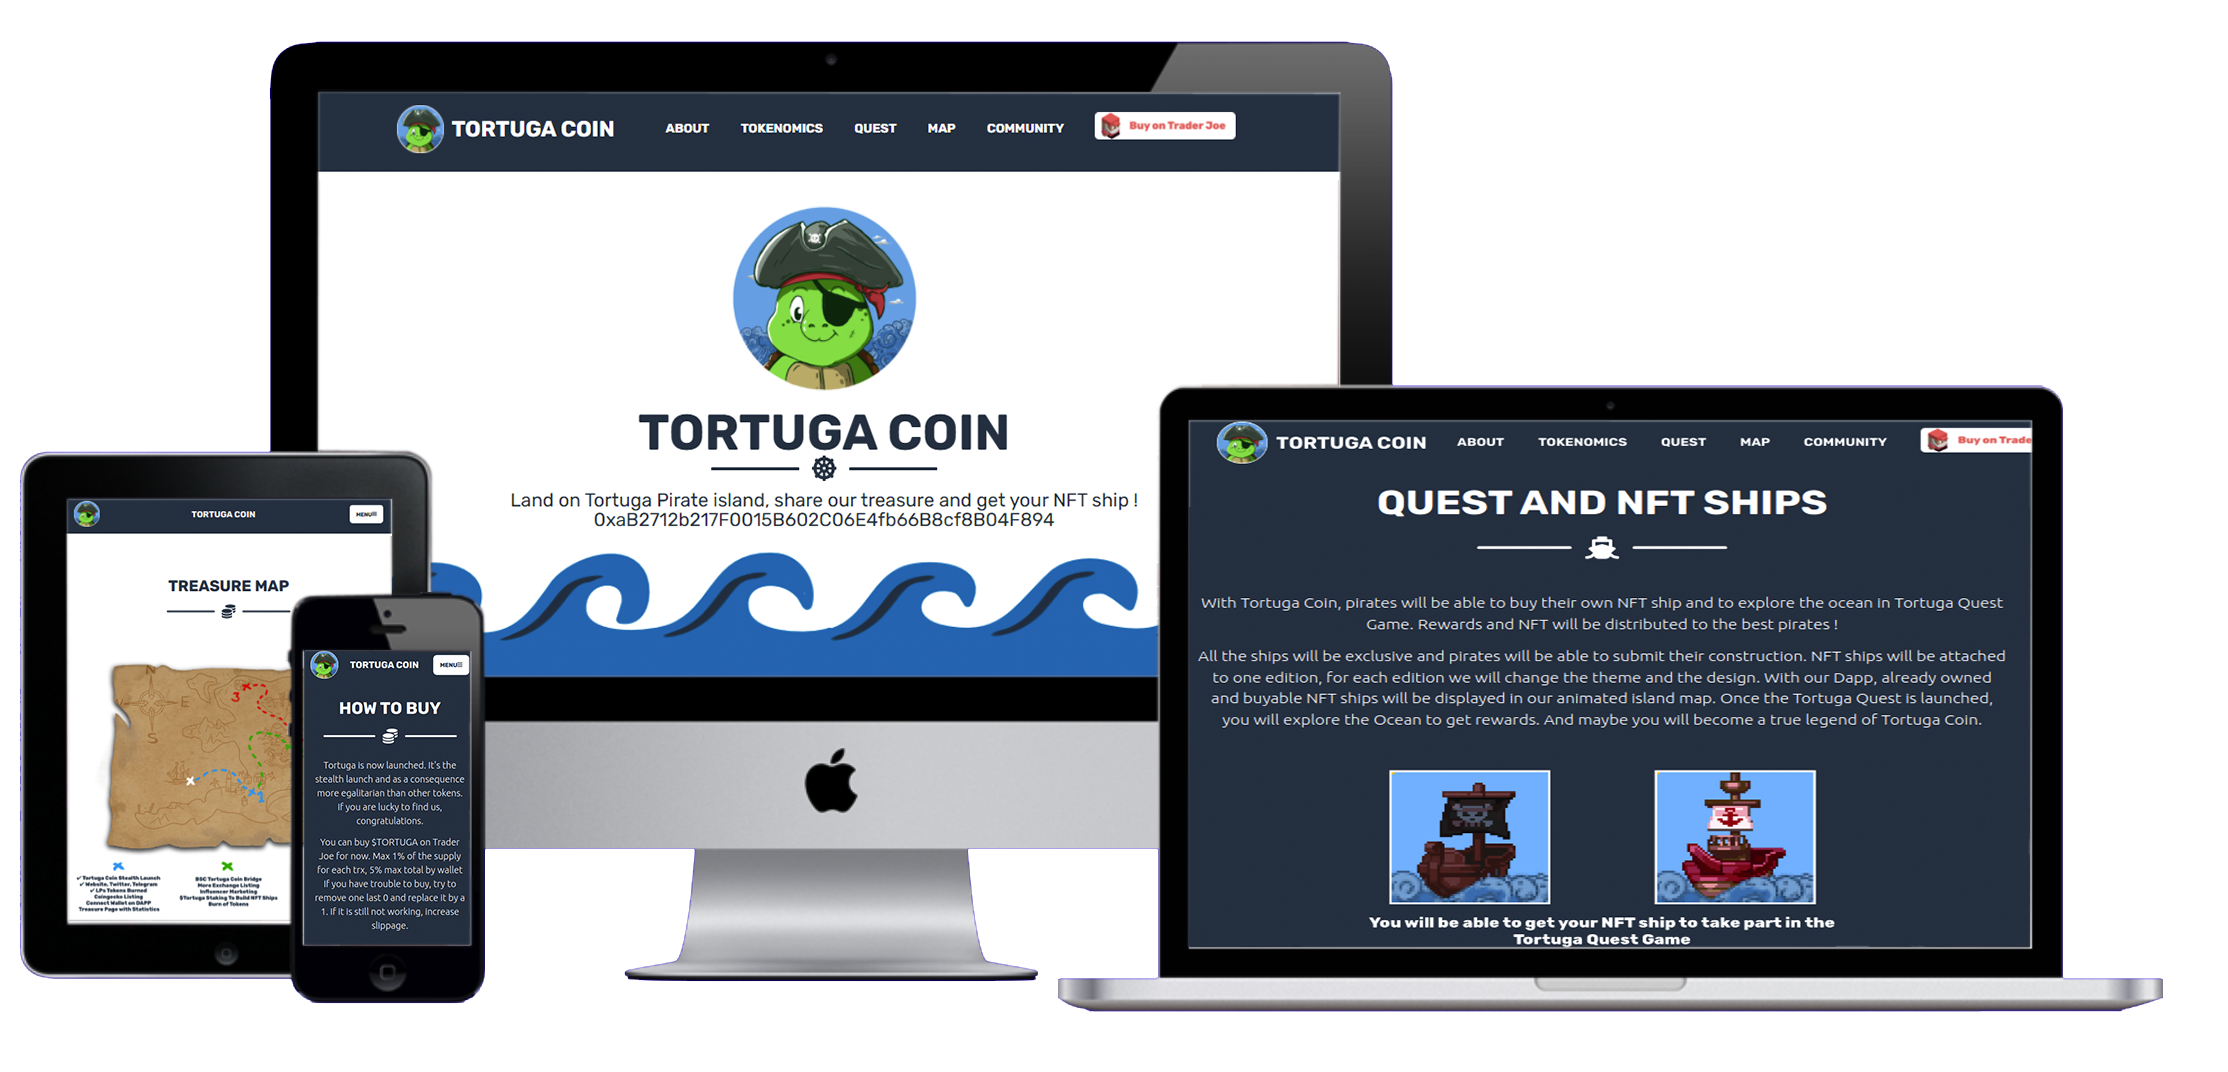 TORTUGA COIN
ABOUT
TOKENOMICS
QUEST
MAP
COMMUNITY
Buy on Trader Joe
TORTUGA COIN
Land on Tortuga Pirate island, share our treasure and get your NFT ship !
0xaB2712b217F0015B602C06E4fb66B8cf8B04F894
TORTUGA COIN
ABOUT
TOKENOMICS
QUEST
MAP
COMMUNITY
Buy on Trade
QUEST AND NFT SHIPS
With Tortuga Coin, pirates will be able to buy their own NFT ship and to explore the ocean in Tortuga Quest
Game. Rewards and NFT will be distributed to the best pirates !
All the ships will be exclusive and pirates will be able to submit their construction. NFT ships will be attached
to one edition, for each edition we will change the theme and the design. With our Dapp, already owned
and buyable NFT ships will be displayed in our animated island map. Once the Tortuga Quest is launched,
you will explore the Ocean to get rewards. And maybe you will become a true legend of Tortuga Coin.
You will be able to get your NFT ship to take part in the
Tortuga Quest Game
TORTUGA COIN
MENU
TREASURE MAP
N
S
3
1
✓ Tortuga Coin Stealth Launch
✓ Website, Twitter, Telegram
✓ LPs Tokens Burned
Coingecko Listing
Connect Wallet on DAPP
Treasure Page with Statistics
BSC Tortuga Coin Bridge
More Exchange Listing
Influencer Marketing
$Tortuga Staking To Build NFT Ships
Burn of Tokens
TORTUGA COIN
MENU
HOW TO BUY
Tortuga is now launched. It's the
stealth launch and as a consequence
more egalitarian than other tokens.
If you are lucky to find us,
congratulations.
You can buy $TORTUGA on Trader
Joe for now. Max 1% of the supply
for each trx, 5% max total by wallet
If you have trouble to buy, try to
remove one last 0 and replace it by a
1. If it is still not working, increase
slippage.